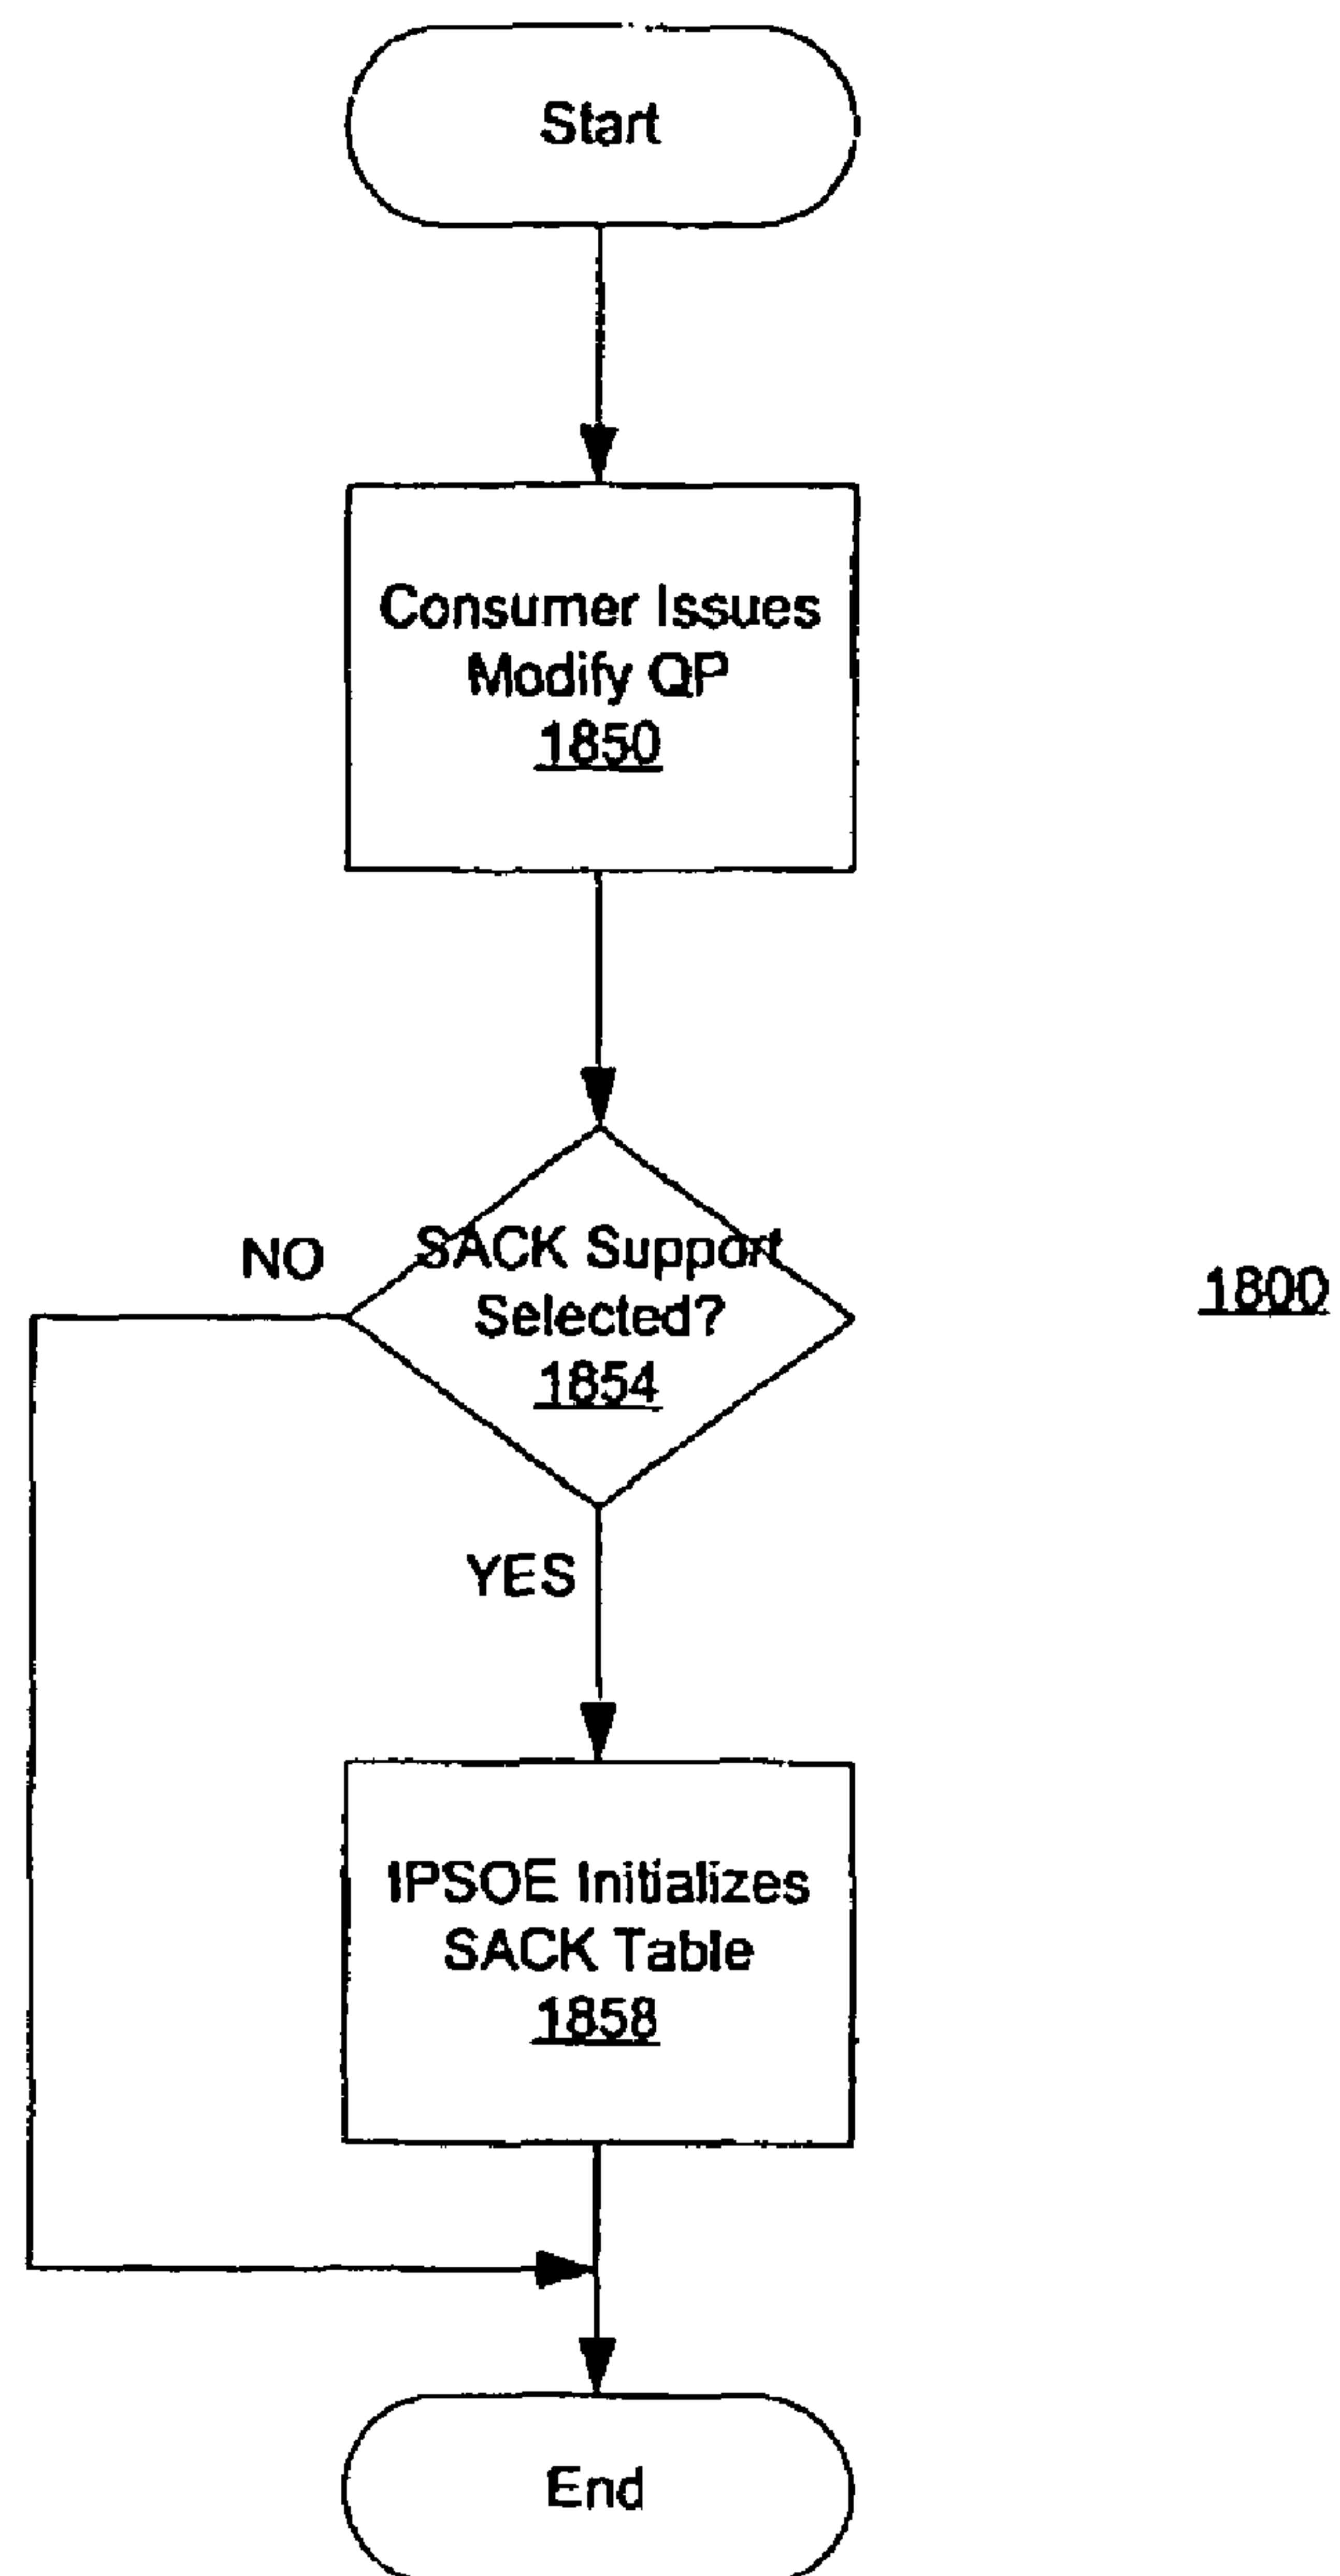 Start
Consumer Issues
Modify QP
1850
NO
SACK Support
Selected?
1854
1800
YES
IPSOE Initializes
SACK Table
1858
End